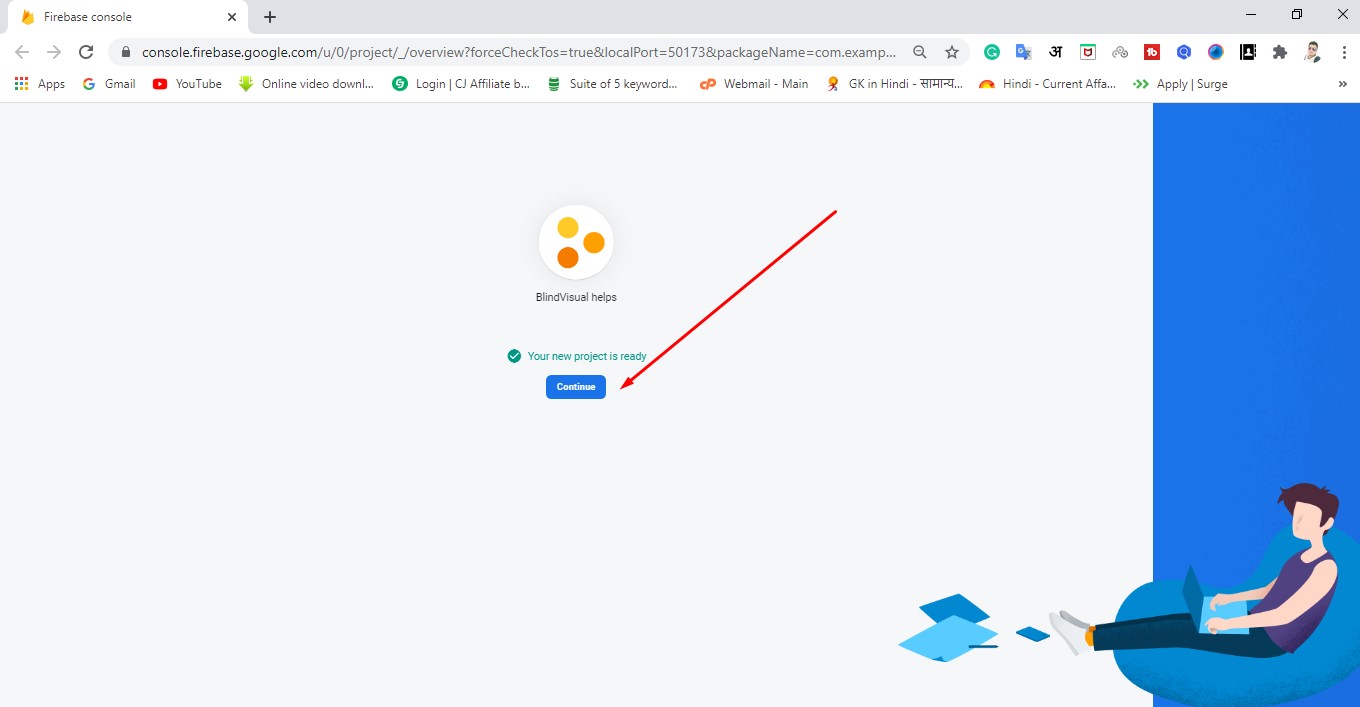 Firebase console
console.firebase.google.com/u/0/project/_/overview?forceCheckTos=true&localPort=50173&packageName=com.examp...
अ
tb
Apps
Gmail
YouTube
Online video downl...
Login | CJ Affiliate b...
Suite of 5 keyword...
Webmail - Main
GK in Hindi - सामान्य...
Hindi - Current Affa...
Apply | Surge
»
BlindVisual helps
Your new project is ready
Continue